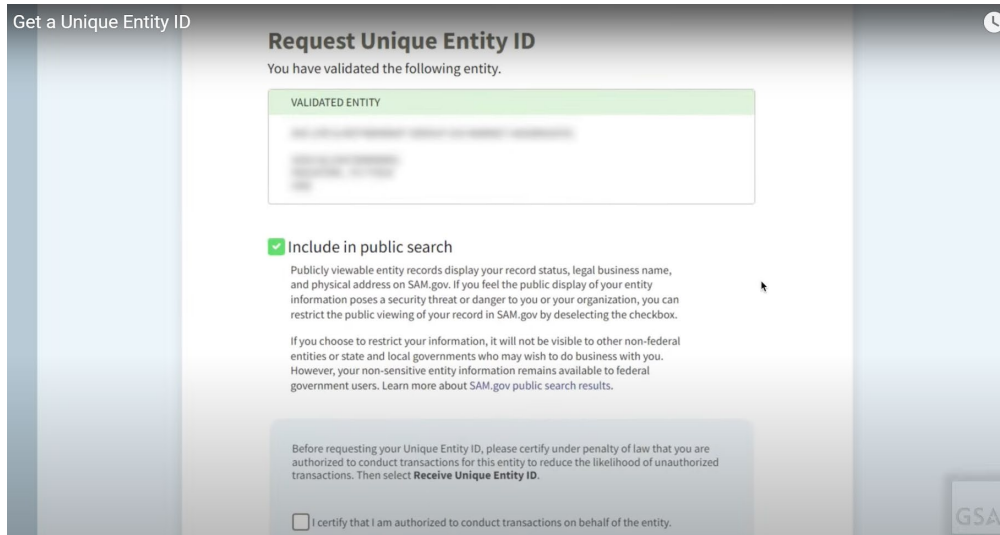 Get a Unique Entity ID
Request Unique Entity ID
You have validated the following entity.
VALIDATED ENTITY
Include in public search
Publicly viewable entity records display your record status, legal business name,
and physical address on SAM.gov. If you feel the public display of your entity
information poses a security threat or danger to you or your organization, you can
restrict the public viewing of your record in SAM.gov by deselecting the checkbox.
If you choose to restrict your information, it will not be visible to other non-federal
entities or state and local governments who may wish to do business with you.
However, your non-sensitive entity information remains available to federal
government users. Learn more about SAM.gov public search results.
Before requesting your Unique Entity ID, please certify under penalty of law that you are
authorized to conduct transactions for this entity to reduce the likelihood of unauthorized
transactions. Then select Receive Unique Entity ID.
I certify that I am authorized to conduct transactions on behalf of the entity.
GSA